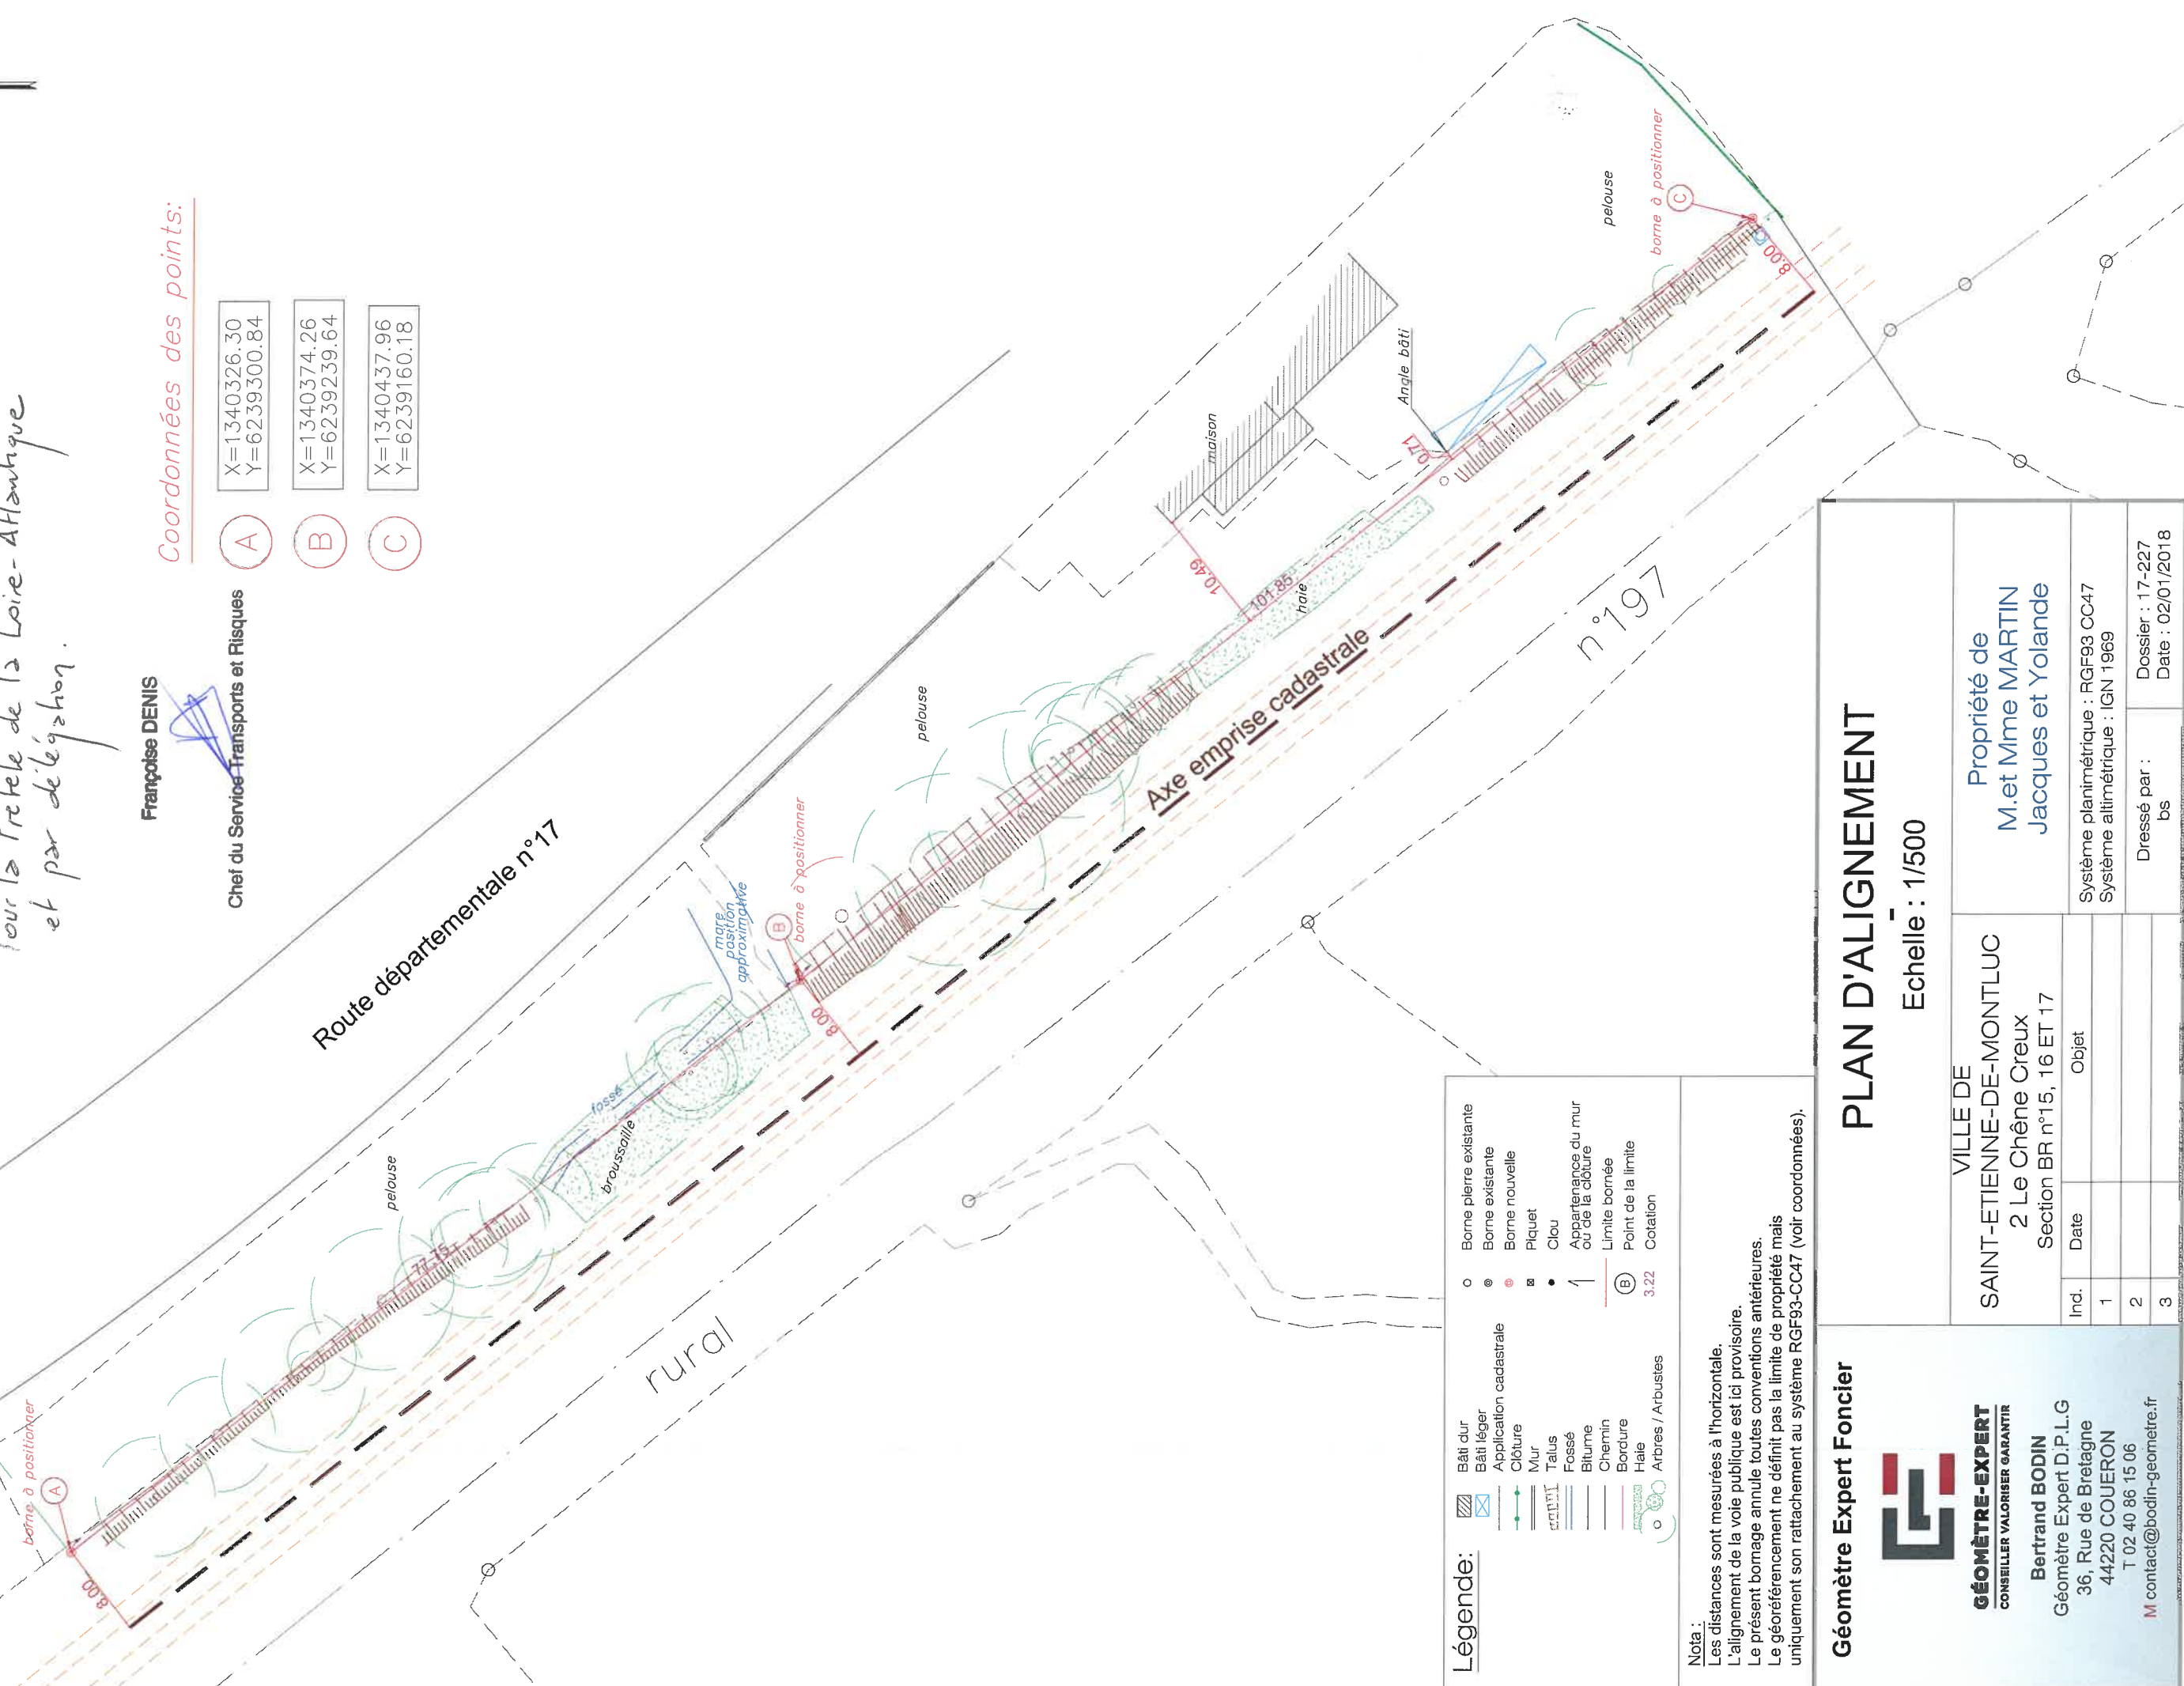 Pour la Préfète de la Loire-Atlantique
et par délégation.
Françoise DENIS
Chef du Service Transports et Risques
Coordonnées des points:
A
X=1340326.30
Y=6239300.84
B
X=1340374.26
Y=6239239.64
C
X=1340437.96
Y=6239160.18
Route départementale n°17
borne à positionner
A
8.00
77.75
pelouse
fossé
broussaille
mare
position
approximative
B
borne à positionner
8.00
pelouse
Axe emprise cadastrale
haie
101.85
10.49
maison
Angle bâti
0.71
pelouse
borne à positionner
C
8.00
rural
n°197
Légende:
Bâti dur
Bâti léger
Application cadastrale
Clôture
Mur
Talus
Fossé
Bitume
Chemin
Bordure
Haie
Arbres / Arbustes
Borne pierre existante
Borne existante
Borne nouvelle
Piquet
Clou
Appartenance du mur
ou de la clôture
Limite bornée
B Point de la limite
3.22 Cotation
Nota :
Les distances sont mesurées à l'horizontale.
L'alignement de la voie publique est ici provisoire.
Le présent bornage annule toutes conventions antérieures.
Le géoréférencement ne définit pas la limite de propriété mais
uniquement son rattachement au système RGF93-CC47 (voir coordonnées).
Géomètre Expert Foncier
GÉOMÈTRE-EXPERT
CONSEILLER VALORISER GARANTIR
Bertrand BODIN
Géomètre Expert D.P.L.G
36, Rue de Bretagne
44220 COUERON
T 02 40 86 15 06
M contact@bodin-geometre.fr
PLAN D'ALIGNEMENT
Echelle : 1/500
VILLE DE
SAINT-ETIENNE-DE-MONTLUC
2 Le Chêne Creux
Section BR n°15, 16 ET 17
Propriété de
M.et Mme MARTIN
Jacques et Yolande
Ind. Date Objet
1
2
3
Système planimétrique : RGF93 CC47
Système altimétrique : IGN 1969
Dressé par :
bs
Dossier : 17-227
Date : 02/01/2018